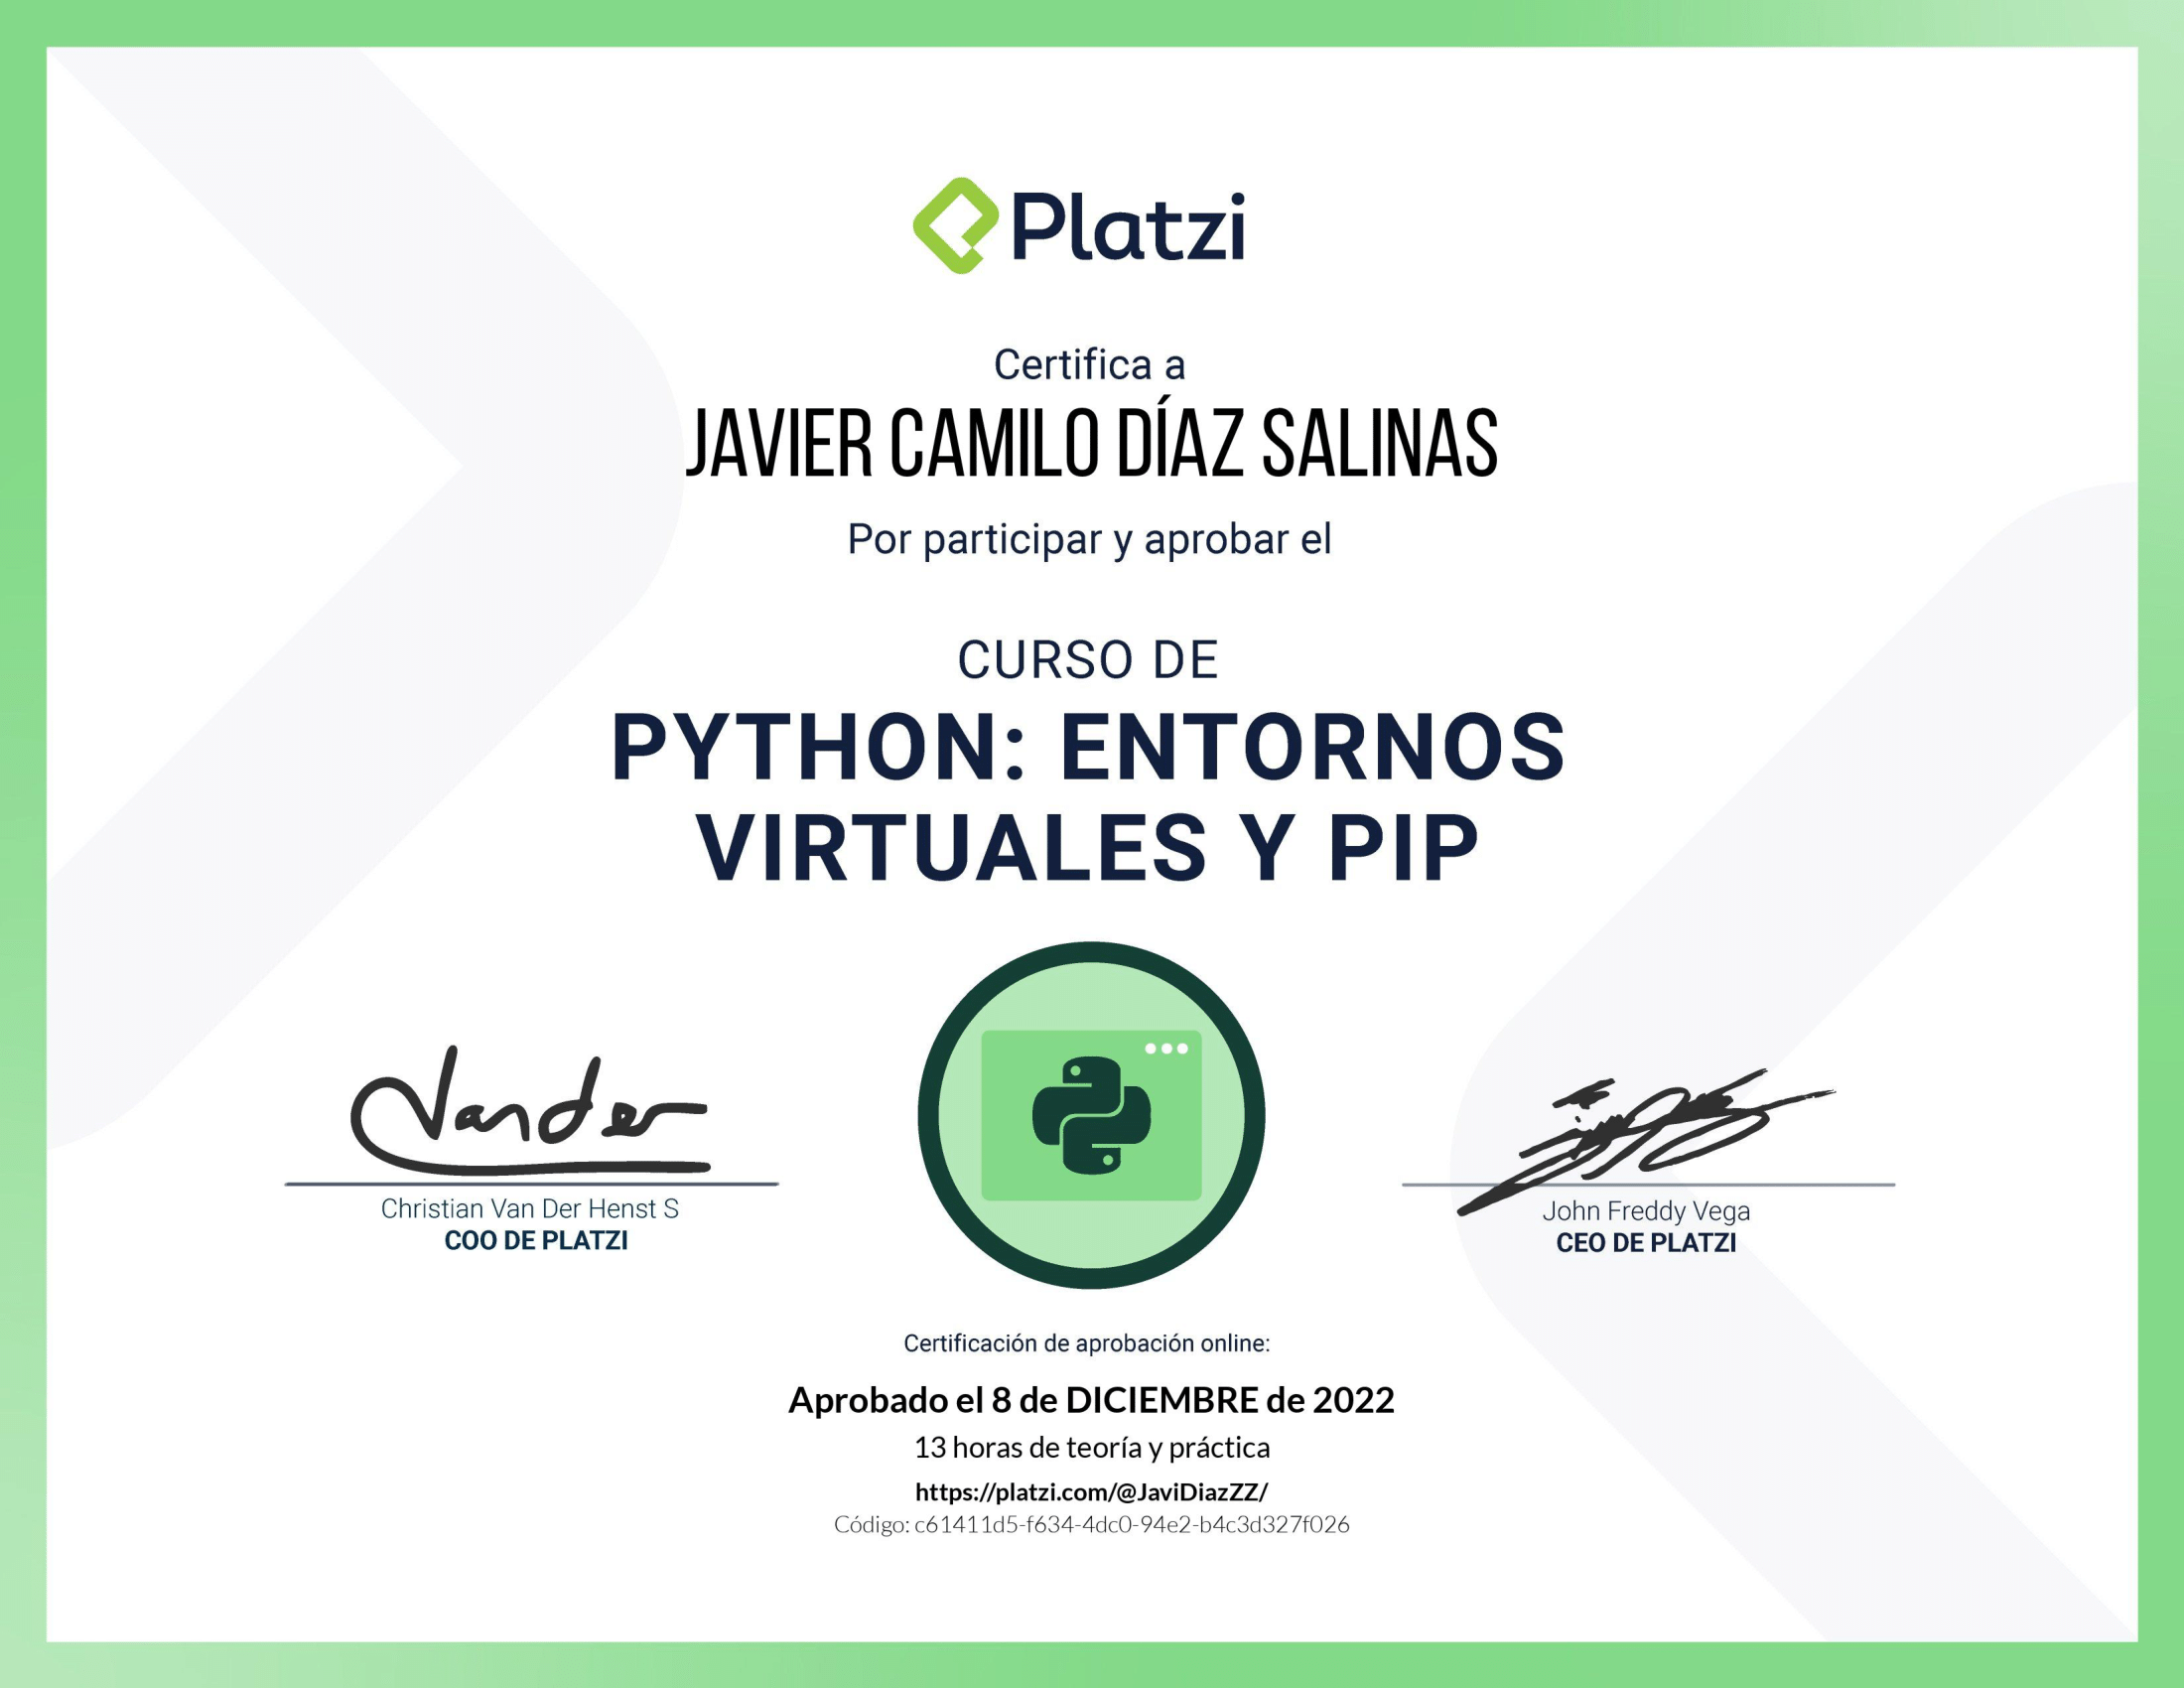 Platzi
Certifica a
JAVIER CAMILO DÍAZ SALINAS
Por participar y aprobar el
CURSO DE
PYTHON: ENTORNOS
VIRTUALES Y PIP
Vander
Christian Van Der Henst S
COO DE PLATZI
John Freddy Vega
CEO DE PLATZI
Certificación de aprobación online:
Aprobado el 8 de DICIEMBRE de 2022
13 horas de teoría y práctica
https://platzi.com/@JaviDiazZZ/
Código: c61411d5-f634-4dc0-94e2-b4c3d327f026